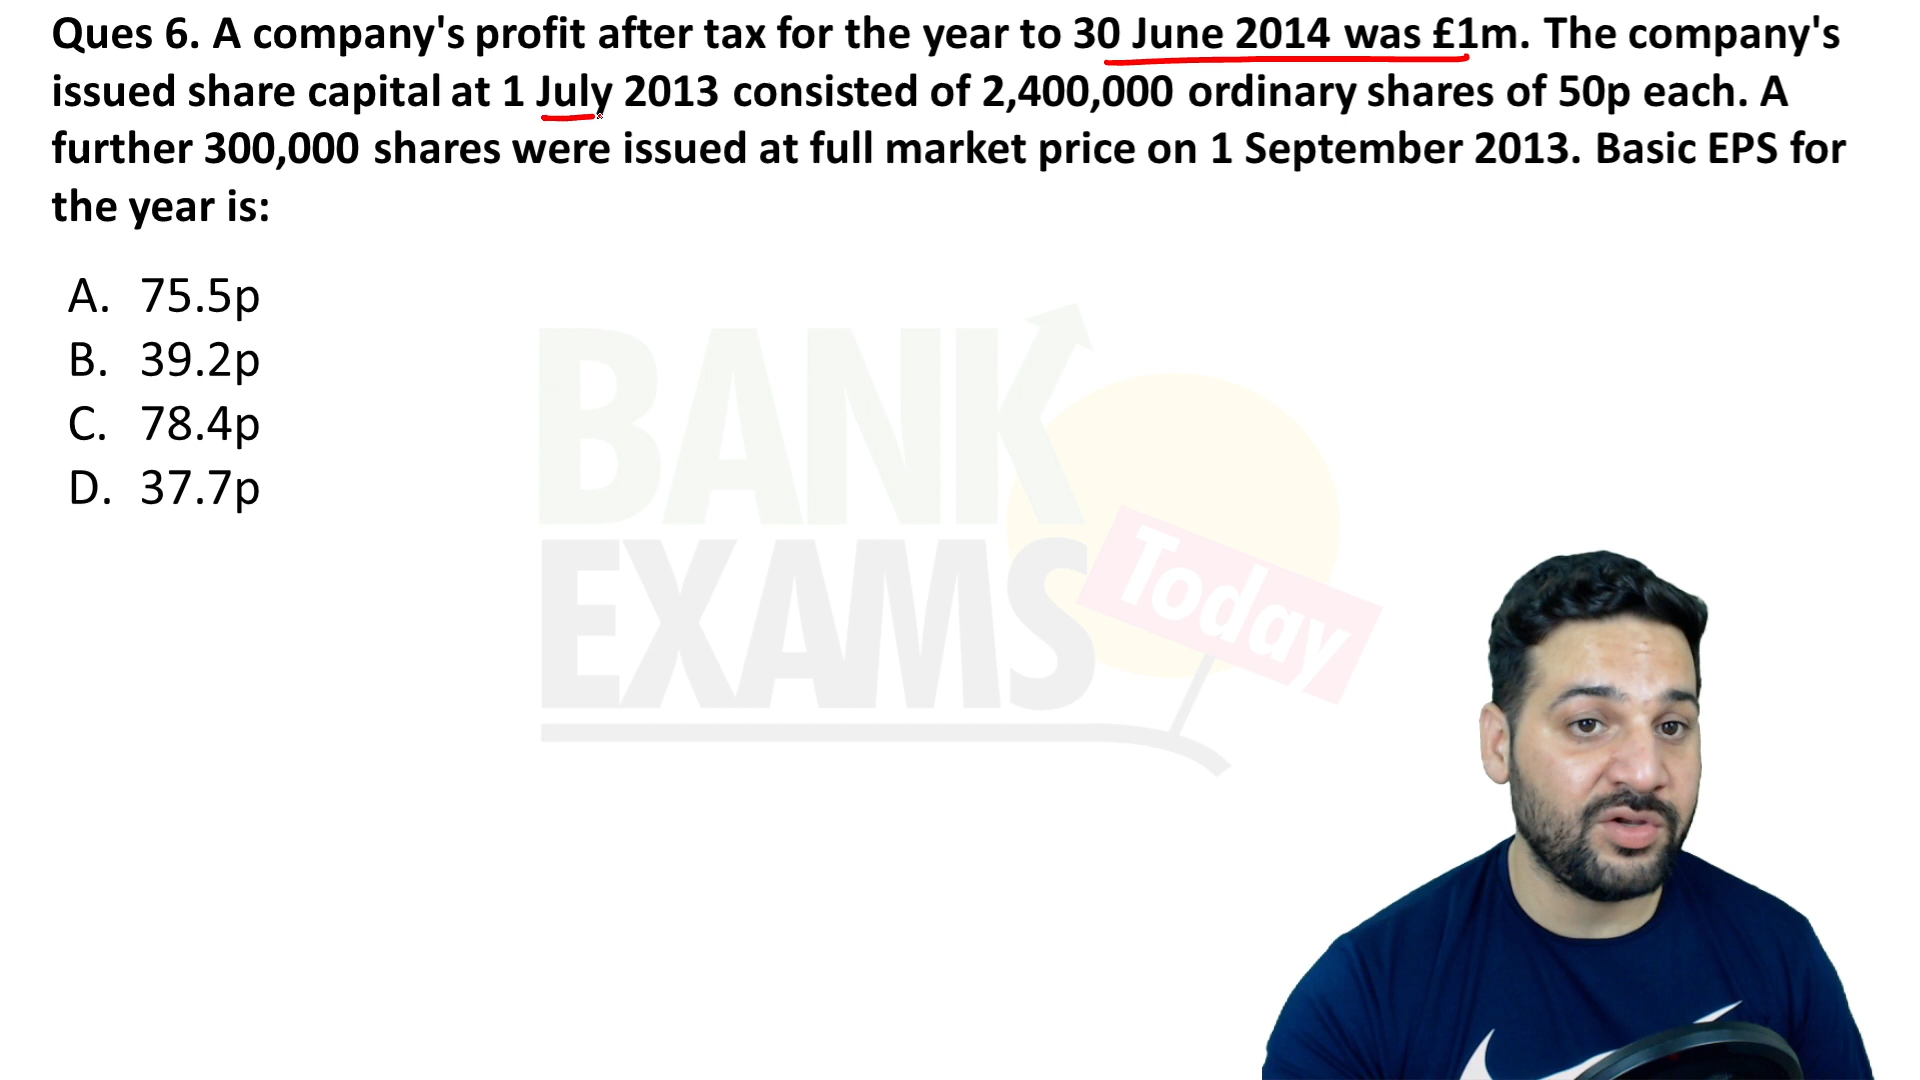 Ques 6. A company's profit after tax for the year to 30 June 2014 was £1m. The company's
issued share capital at 1 July 2013 consisted of 2,400,000 ordinary shares of 50p each. A
further 300,000 shares were issued at full market price on 1 September 2013. Basic EPS for
the year is:
A. 75.5p
B. 39.2p
C. 78.4p
D. 37.7p
BANK
EXAMS
Today